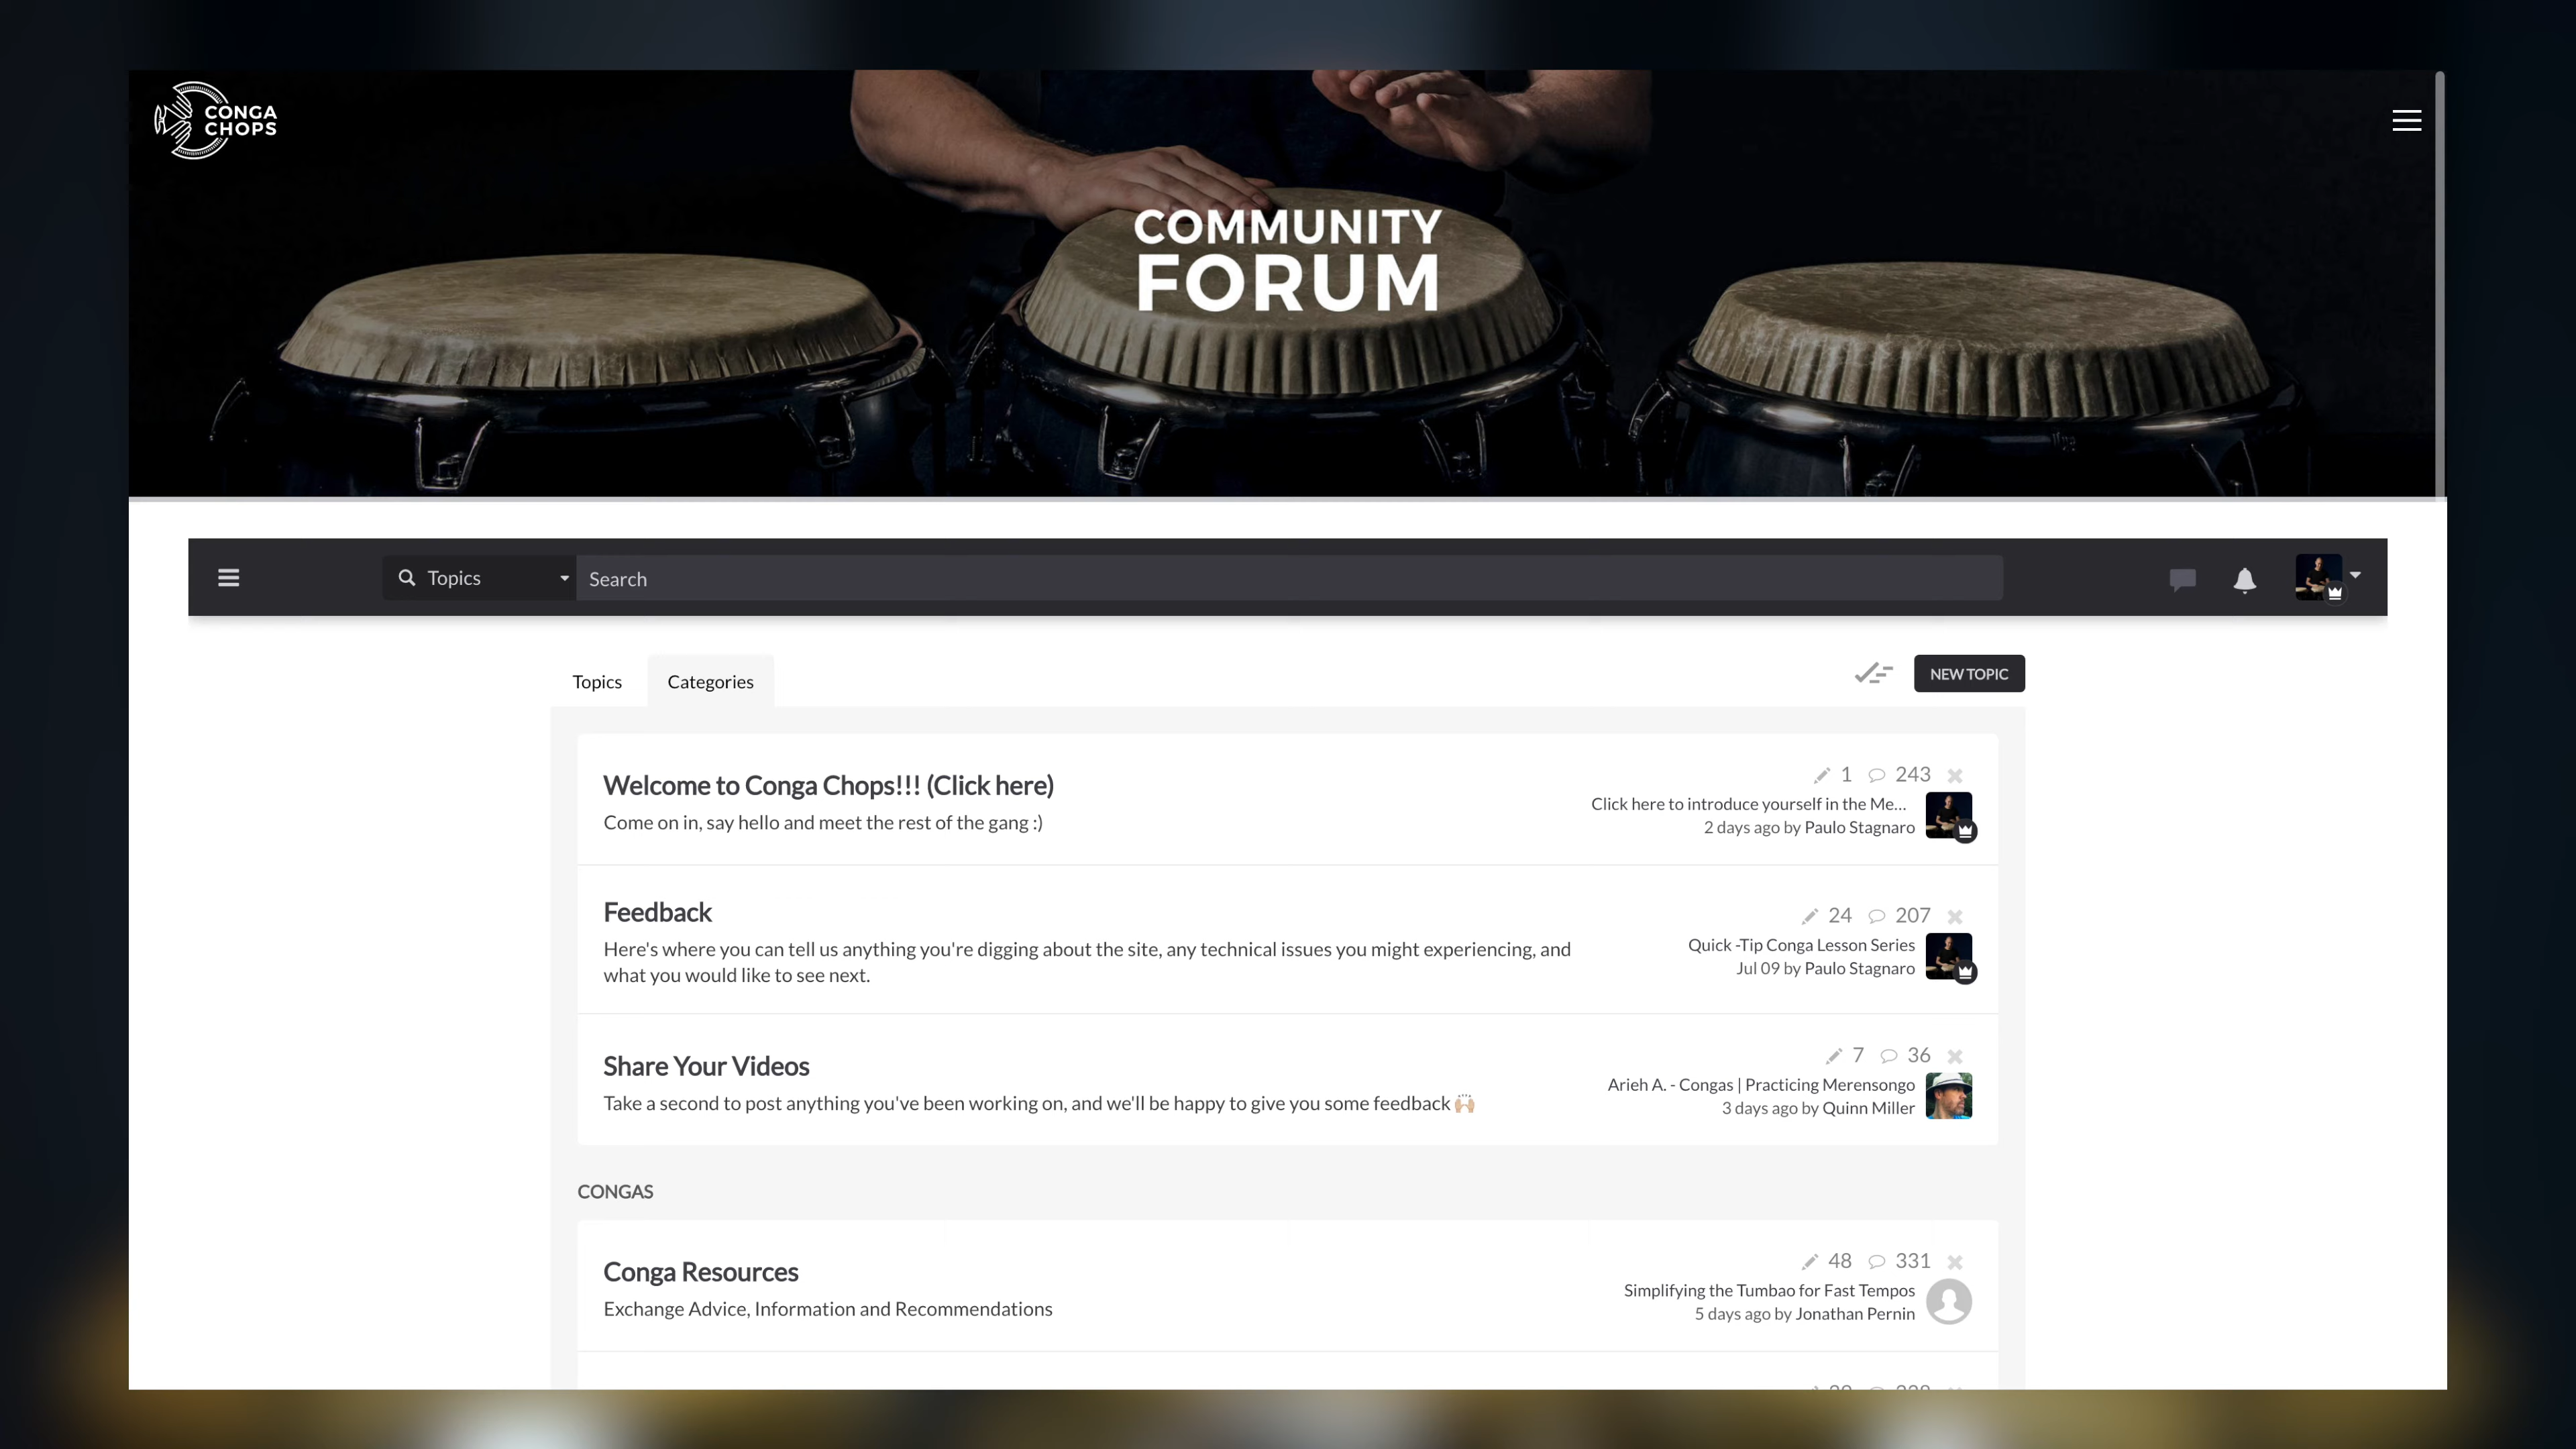 CONGA
CHOPS
COMMUNITY
FORUM
Topics
Search
Topics
Categories
NEW TOPIC
Welcome to Conga Chops!!! (Click here)
Come on in, say hello and meet the rest of the gang :)
1 243
Click here to introduce yourself in the Me...
2 days ago by Paulo Stagnaro
Feedback
Here's where you can tell us anything you're digging about the site, any technical issues you might experiencing, and
what you would like to see next.
24 207
Quick -Tip Conga Lesson Series
Jul 09 by Paulo Stagnaro
Share Your Videos
Take a second to post anything you've been working on, and we'll be happy to give you some feedback 🙌🏼
7 36
Arieh A. - Congas | Practicing Merensongo
3 days ago by Quinn Miller
CONGAS
Conga Resources
Exchange Advice, Information and Recommendations
48 331
Simplifying the Tumbao for Fast Tempos
5 days ago by Jonathan Pernin